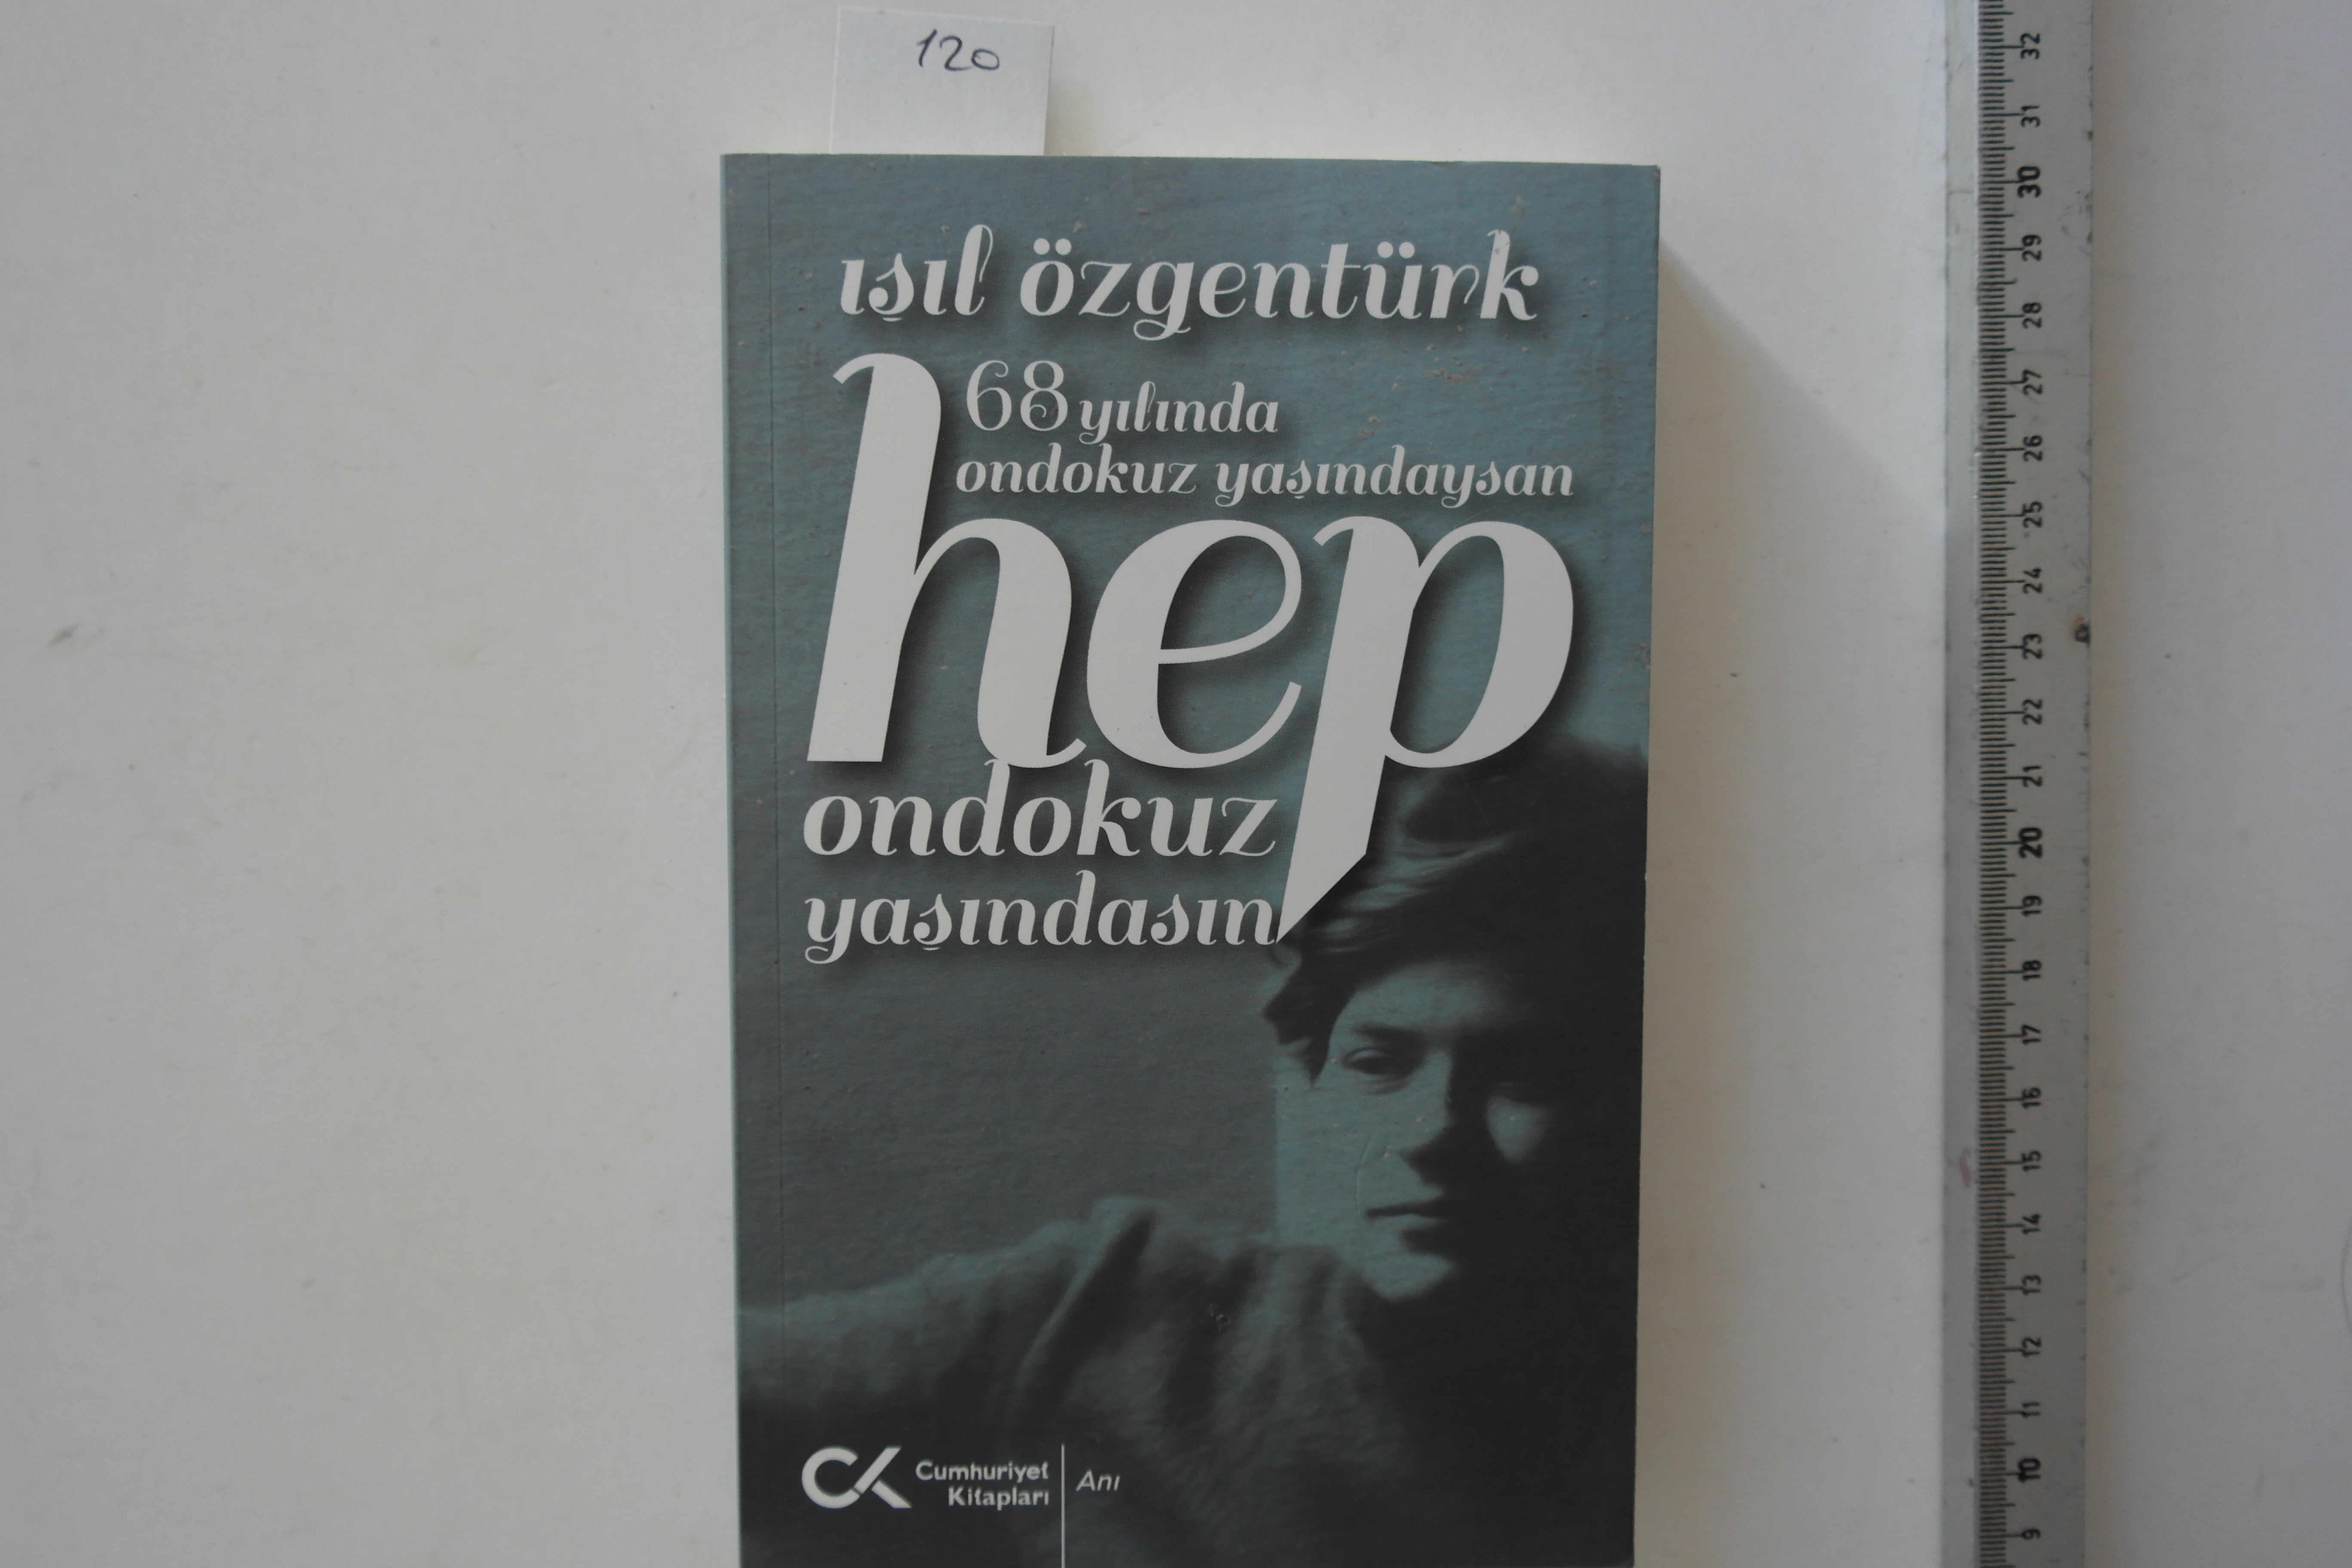 120
ışıl özgentürk
68 yılında
ondokuz yaşındaysan
hep
ondokuz
yaşındasın
Cumhuriyet
Kitapları
Anı
32
31
30
29
28
27
26
25
24
23
22
21
20
19
18
17
16
15
14
13
12
11
10
9